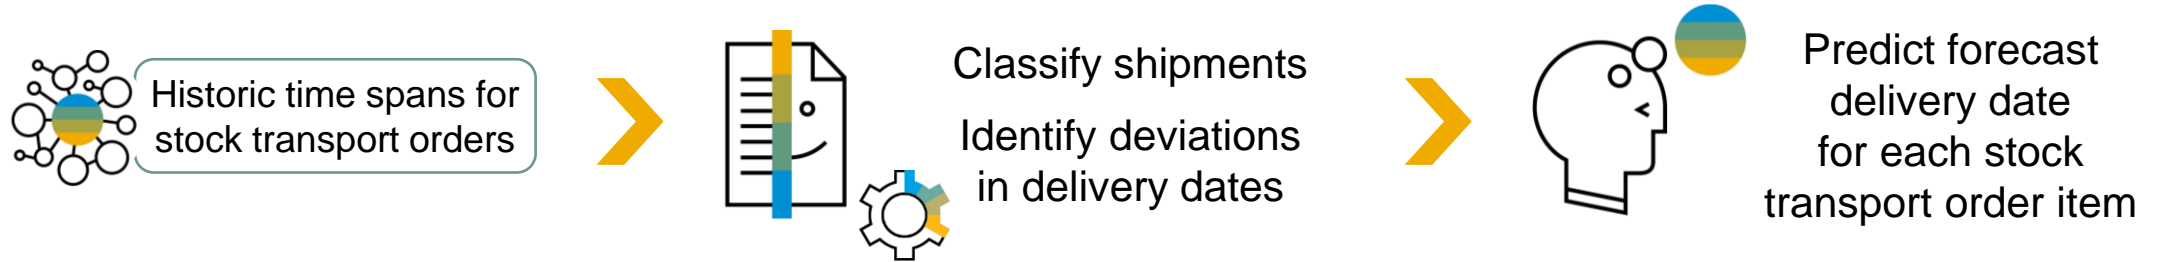 Historic time spans for
stock transport orders
Classify shipments
Identify deviations
in delivery dates
Predict forecast
delivery date
for each stock
transport order item